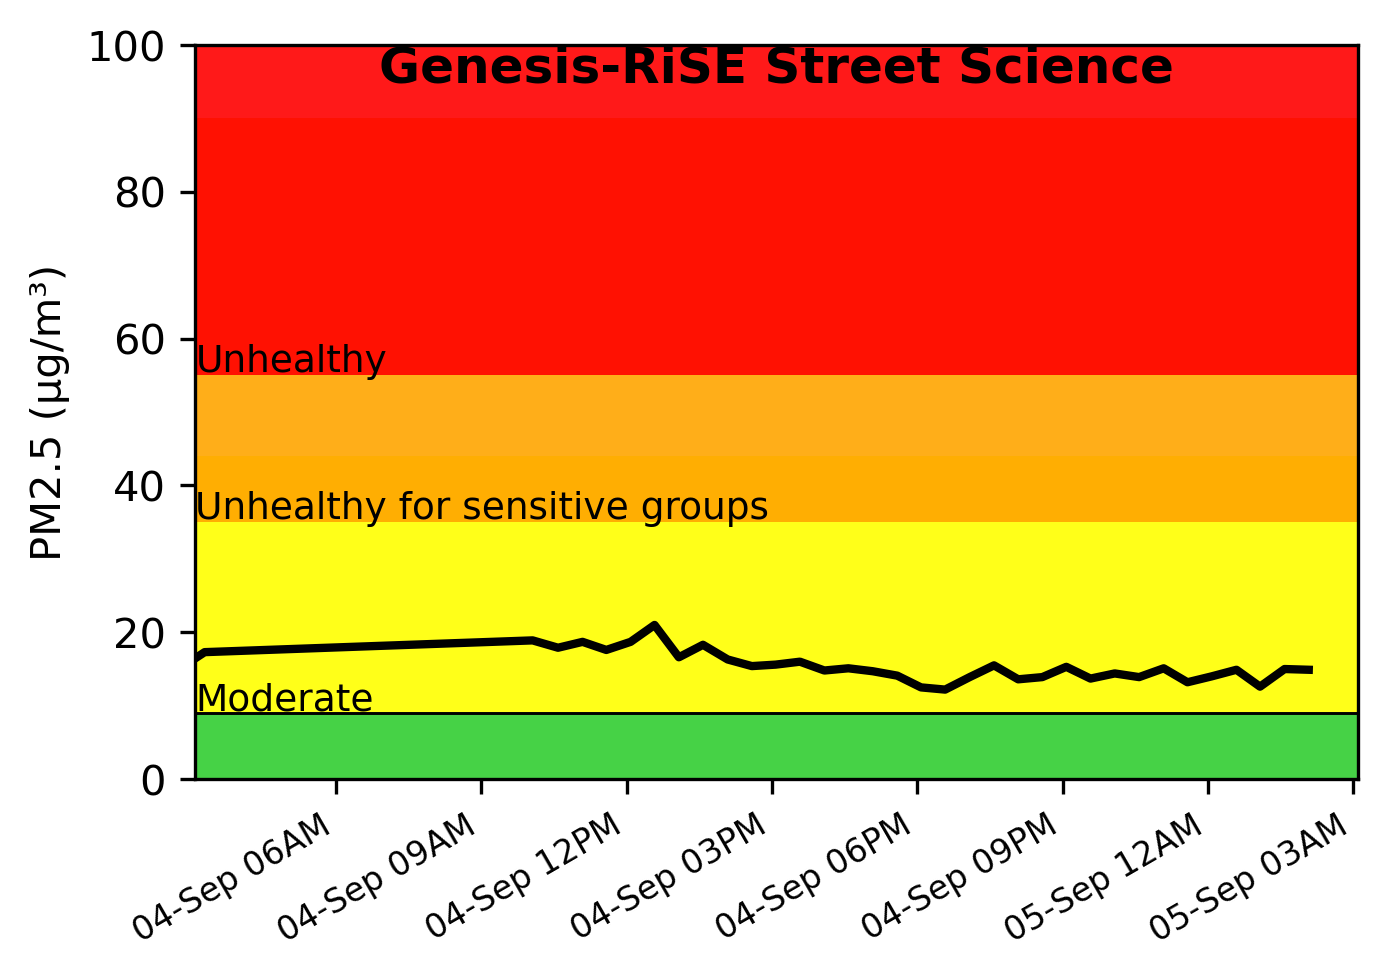 Genesis-RiSE Street Science
100
80
60
40
20
0
PM2.5 (μg/m³)
Unhealthy
Unhealthy for sensitive groups
Moderate
04-Sep 06AM
04-Sep 09AM
04-Sep 12PM
04-Sep 03PM
04-Sep 06PM
04-Sep 09PM
05-Sep 12AM
05-Sep 03AM